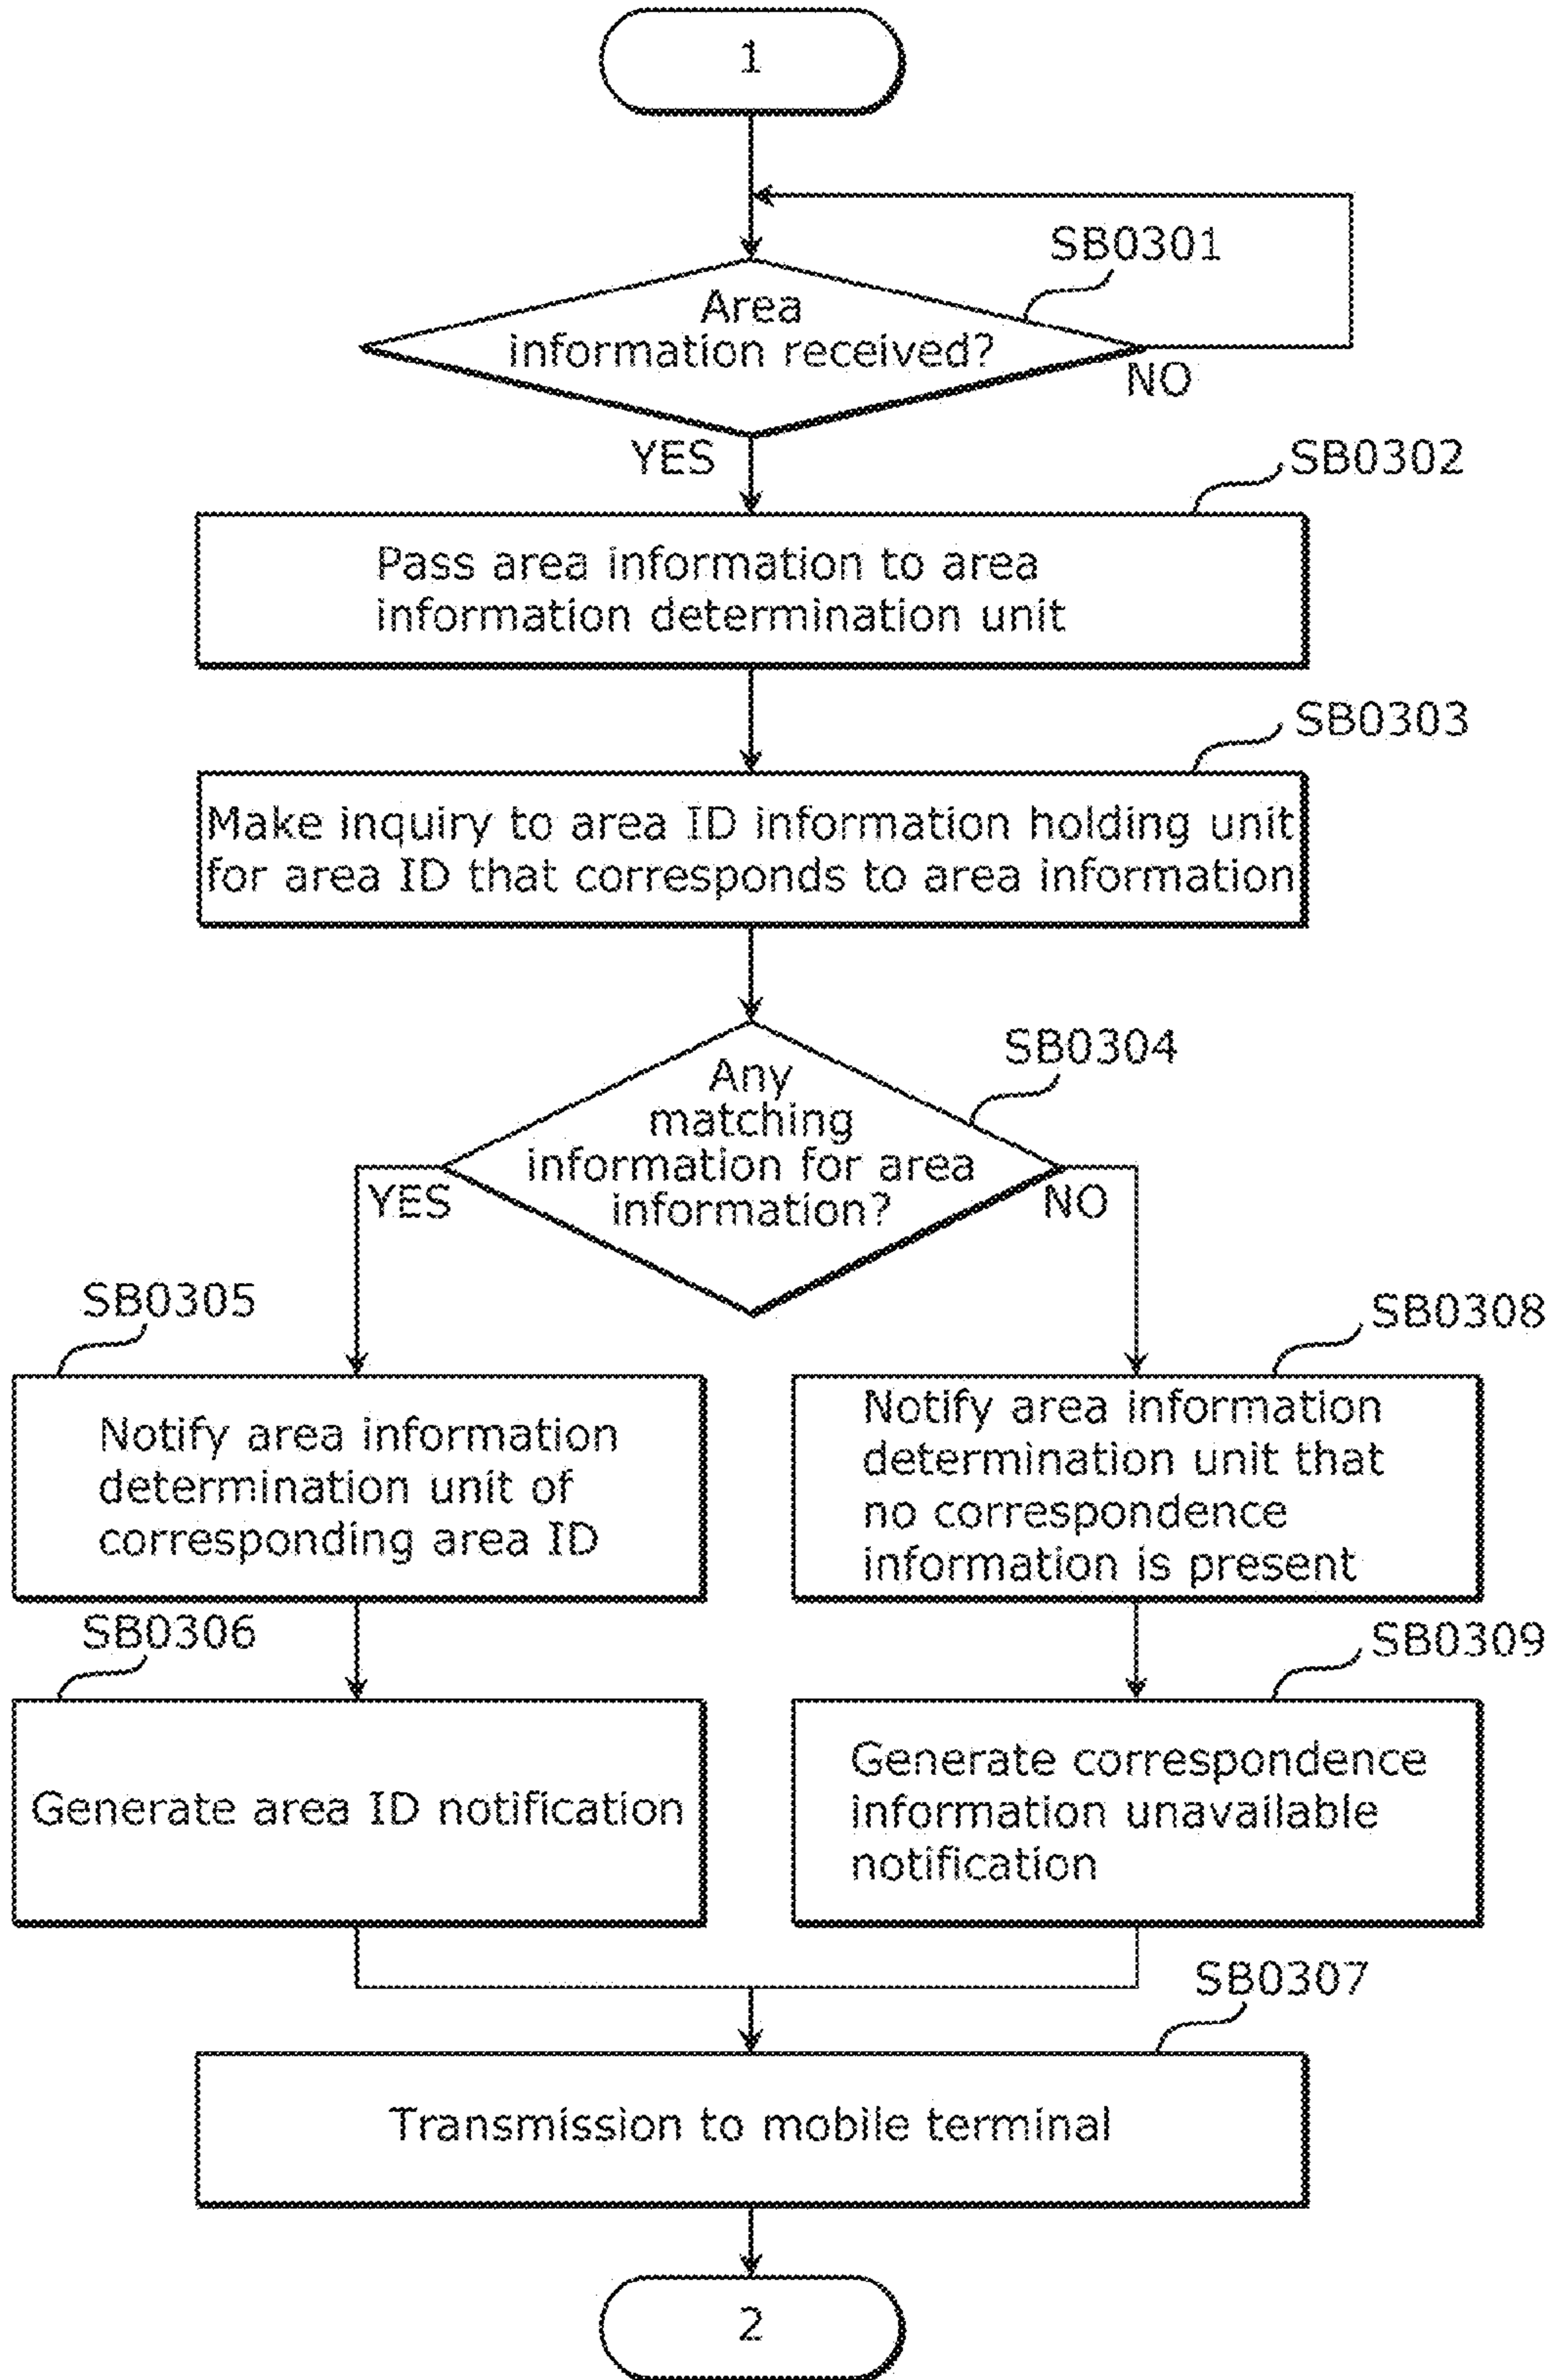 1
SB0301
Area
information received?
NO
YES
SB0302
Pass area information to area
information determination unit
SB0303
Make inquiry to area ID information holding unit
for area ID that corresponds to area information
SB0304
Any
matching
information for area
information?
YES
NO
SB0305
Notify area information
determination unit of
corresponding area ID
SB0308
Notify area information
determination unit that
no correspondence
information is present
SB0306
Generate area ID notification
SB0309
Generate correspondence
information unavailable
notification
SB0307
Transmission to mobile terminal
2